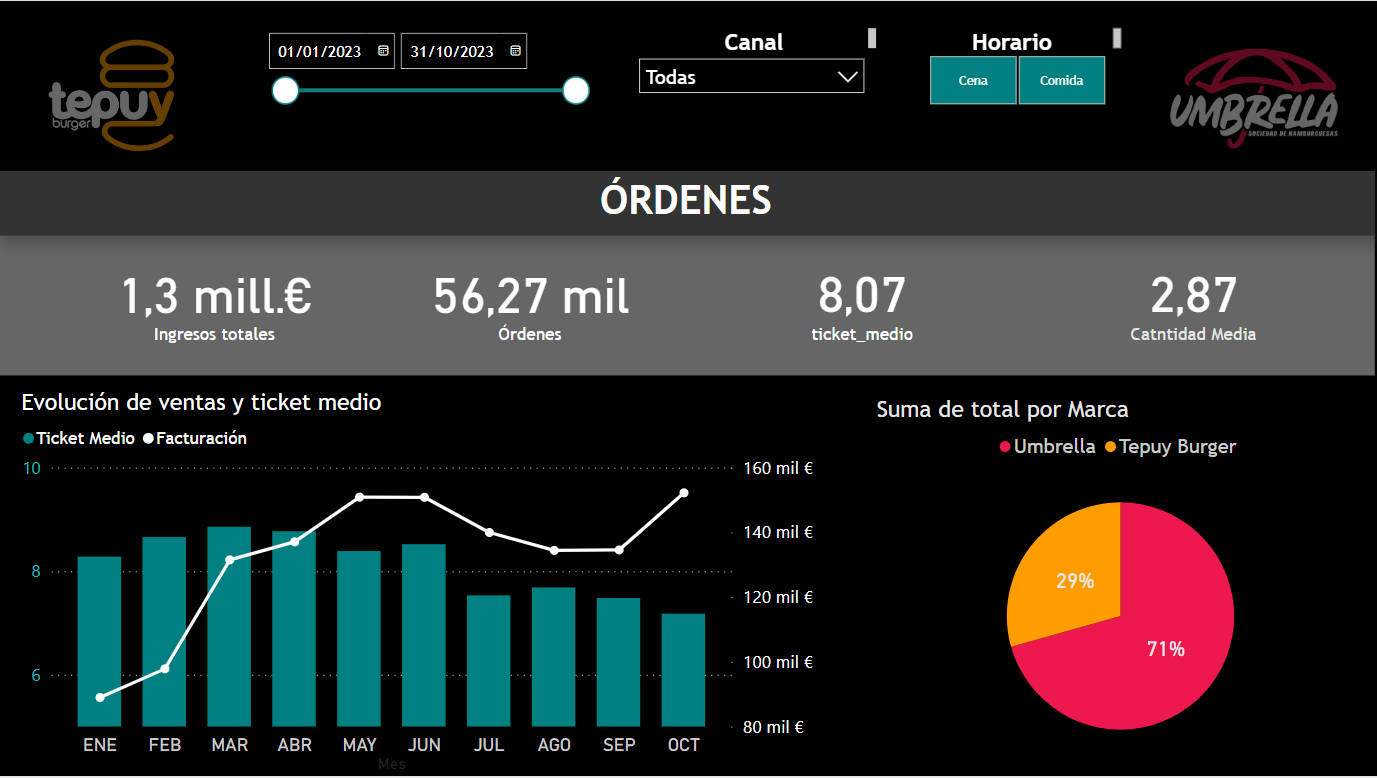 tepuy
burger
01/01/2023
31/10/2023
Canal
Todas
Horario
Cena
Comida
UMBRELLA
SOCIEDAD DE HAMBURGUESAS
ÓRDENES
1,3 mill.€
Ingresos totales
56,27 mil
Órdenes
8,07
ticket_medio
2,87
Catntidad Media
Evolución de ventas y ticket medio
Ticket Medio Facturación
10
8
6
160 mil €
140 mil €
120 mil €
100 mil €
80 mil €
ENE FEB MAR ABR MAY JUN JUL AGO SEP OCT
Mes
Suma de total por Marca
Umbrella Tepuy Burger
29%
71%